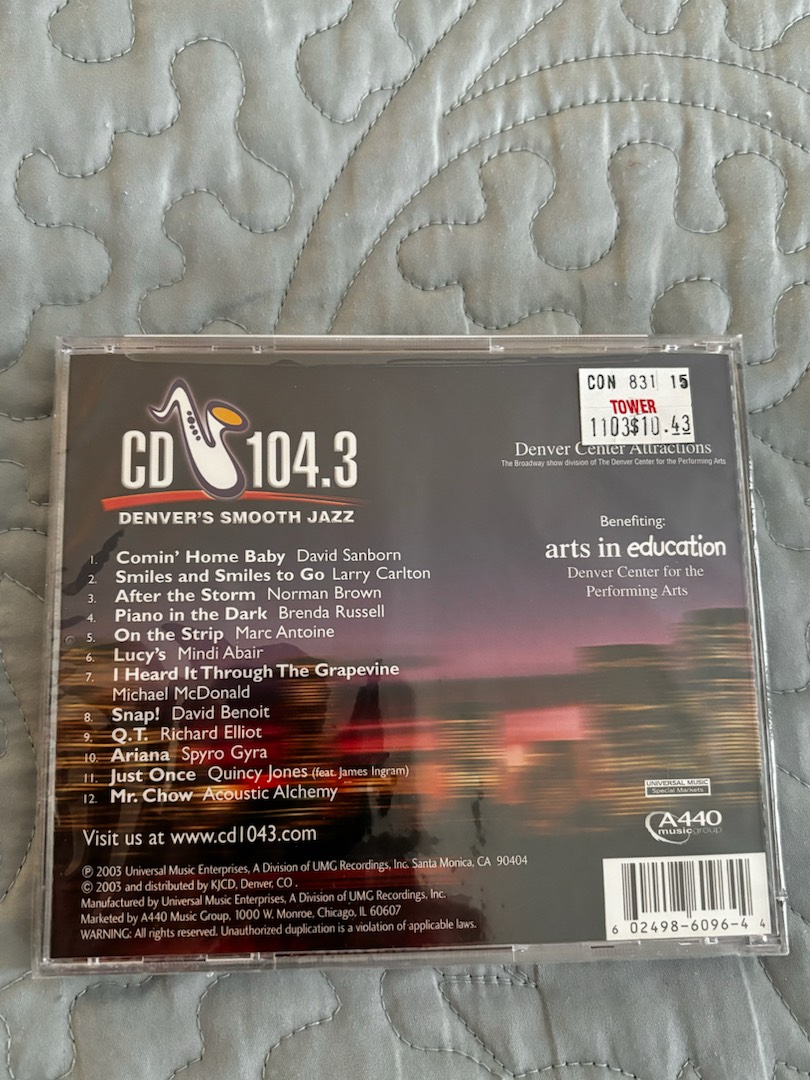 CON 831 15
TOWER
1103$10.43
CD 104.3
DENVER'S SMOOTH JAZZ
Denver Center Attractions
The Broadway show division of The Denver Center for the Performing Arts
Benefiting:
arts in education
Denver Center for the
Performing Arts
1. Comin' Home Baby David Sanborn
2. Smiles and Smiles to Go Larry Carlton
3. After the Storm Norman Brown
4. Piano in the Dark Brenda Russell
5. On the Strip Marc Antoine
6. Lucy's Mindi Abair
7. I Heard It Through The Grapevine
Michael McDonald
8. Snap! David Benoit
9. Q.T. Richard Elliot
10. Ariana Spyro Gyra
11. Just Once Quincy Jones (feat. James Ingram)
12. Mr. Chow Acoustic Alchemy
Visit us at www.cd1043.com
UNIVERSAL MUSIC
Special Markets
A440
musicgroup
℗ 2003 Universal Music Enterprises, A Division of UMG Recordings, Inc. Santa Monica, CA 90404
© 2003 and distributed by KJCD, Denver, CO .
Manufactured by Universal Music Enterprises, A Division of UMG Recordings, Inc.
Marketed by A440 Music Group, 1000 W. Monroe, Chicago, IL 60607
WARNING: All rights reserved. Unauthorized duplication is a violation of applicable laws.
6 02498-6096-4 4